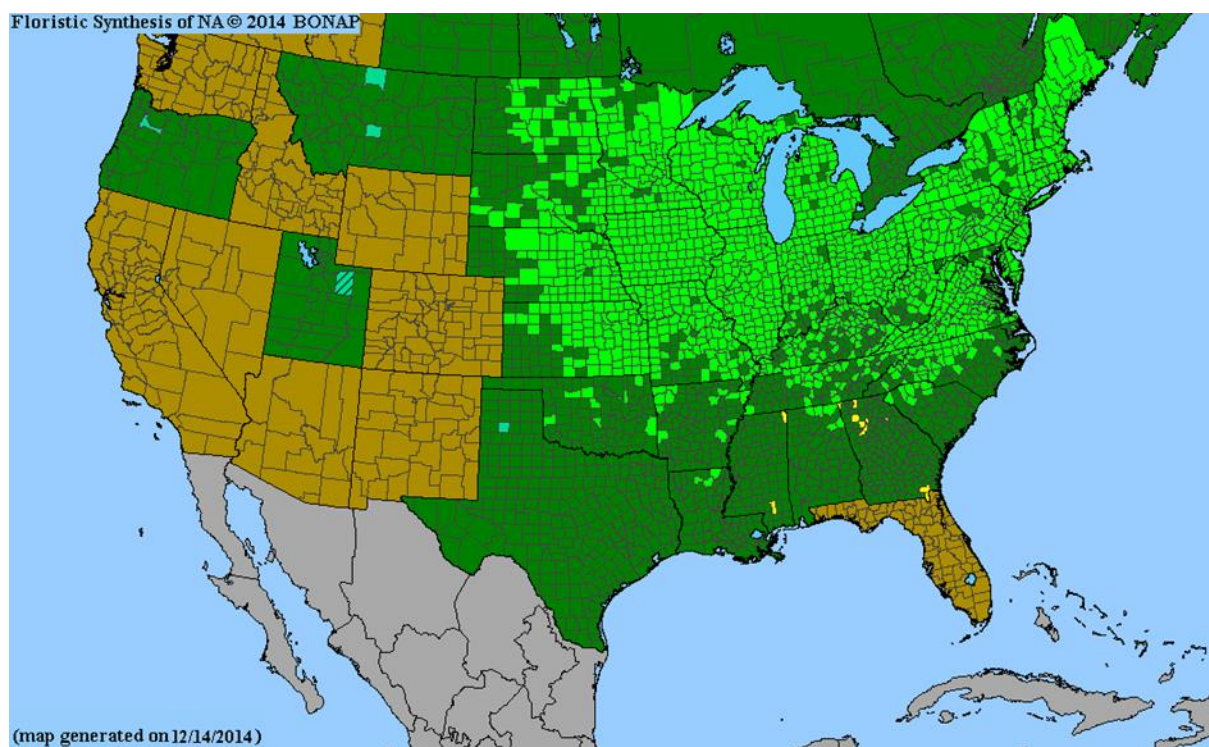 Floristic Synthesis of NA © 2014 BONAP
(map generated on 12/14/2014)